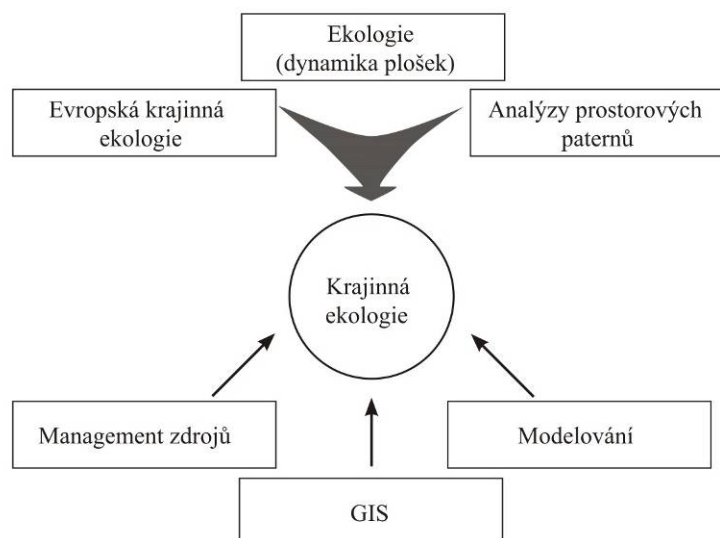 Ekologie
(dynamika plošek)
Evropská krajinná
ekologie
Analýzy prostorových
paternů
Krajinná
ekologie
Management zdrojů
Modelování
GIS